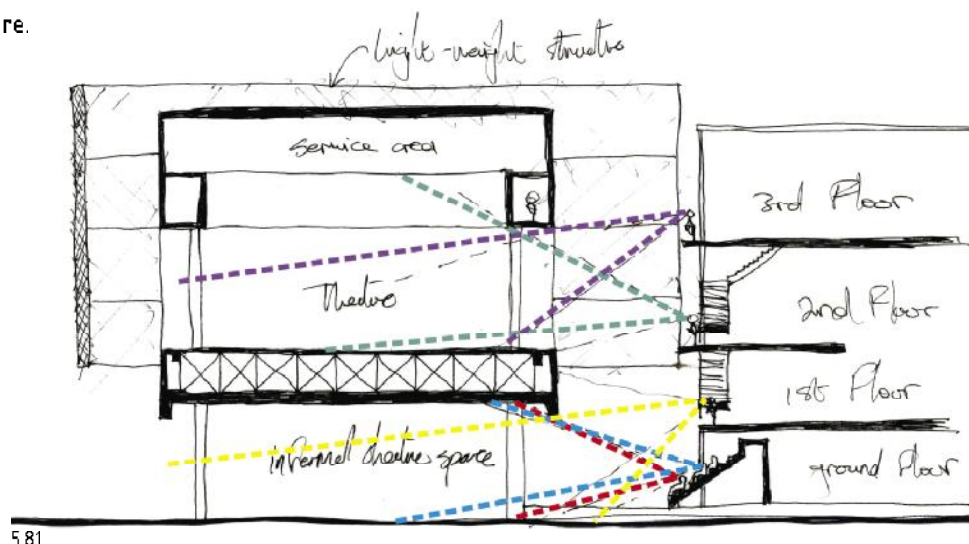 re.
light-weight structure
service area
3rd Floor
Theatre
2nd Floor
1st Floor
informal theatre space
ground Floor
5.81